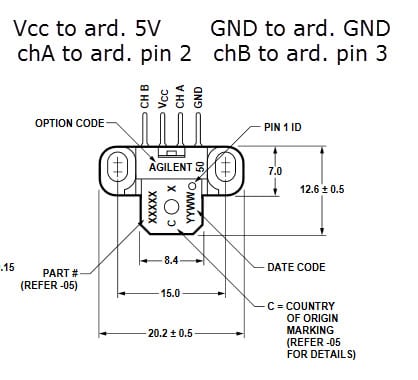 Vcc to ard. 5V GND to ard. GND
chA to ard. pin 2 chB to ard. pin 3
CH B
VCC
CH A
GND
OPTION CODE
PIN 1 ID
AGILENT
50
7.0
12.6 ± 0.5
XXXXX
X
C
YYWW
.15
PART #
(REFER -05)
8.4
DATE CODE
15.0
C = COUNTRY
OF ORIGIN
MARKING
(REFER -05
FOR DETAILS)
20.2 ± 0.5